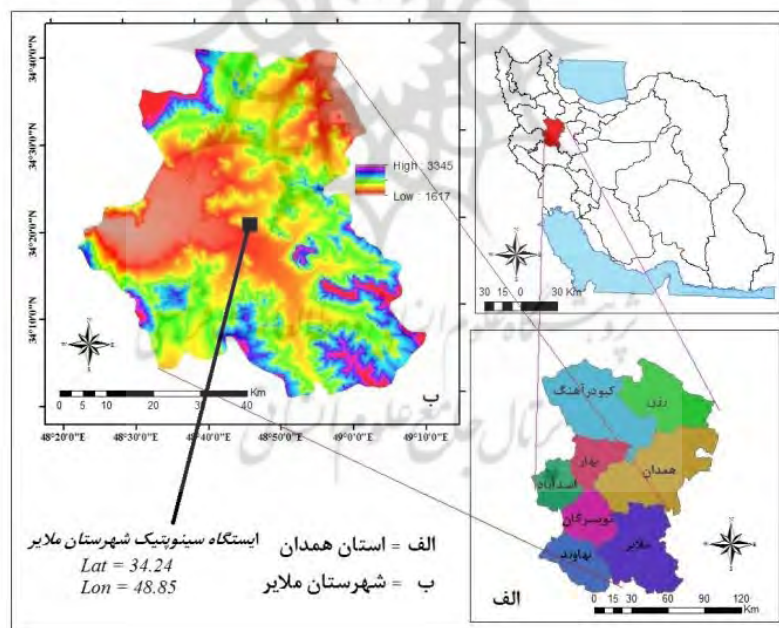 34°40'0"N
34°30'0"N
34°20'0"N
34°10'0"N
High : 3345
Low : 1617
0 5 10 20 30 40 Km
ب
48°20'0"E 48°30'0"E 48°40'0"E 48°50'0"E 49°0'0"E 49°10'0"E
ایستگاه سینوپتیک شهرستان ملایر
Lat = 34.24
Lon = 48.85
الف = استان همدان
ب = شهرستان ملایر
30 15 0 30 Km
کبودرآهنگ
رزن
بهار
همدان
اسدآباد
تویسرکان
ملایر
نهاوند
0 15 30 60 90 120 KM
الف
پرتال جامع علوم انسانی